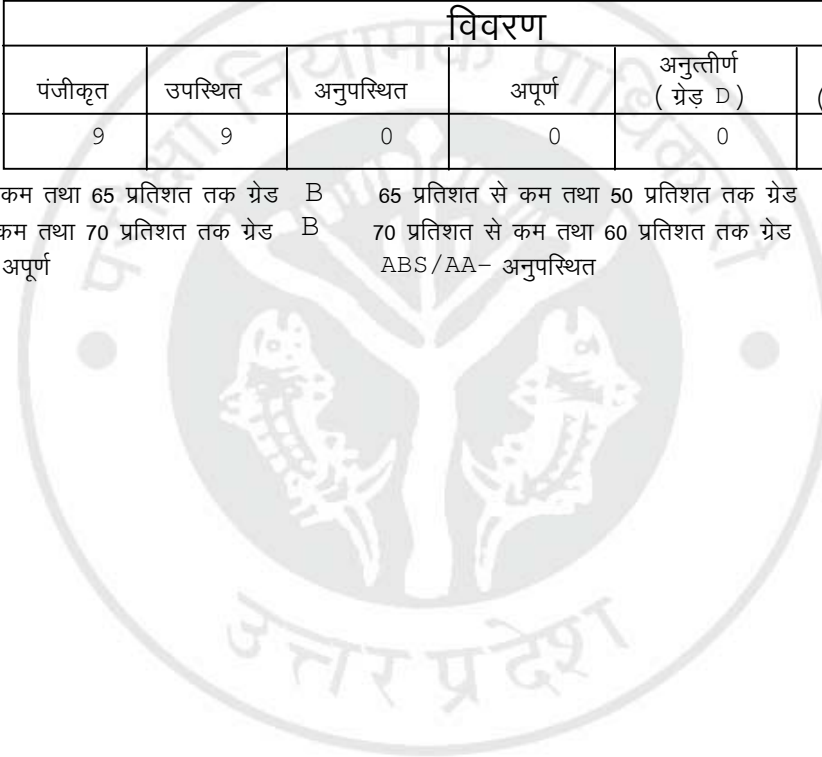 विवरण
पंजीकृत उपस्थित अनुपस्थित अपूर्ण अनुत्तीर्ण ( ग्रेड़ D) (
9 9 0 0 0
कम तथा 65 प्रतिशत तक ग्रेड B 65 प्रतिशत से कम तथा 50 प्रतिशत तक ग्रेड
कम तथा 70 प्रतिशत तक ग्रेड B 70 प्रतिशत से कम तथा 60 प्रतिशत तक ग्रेड
अपूर्ण ABS/AA- अनुपस्थित
परीक्षा नियामक प्राधिकारी
उत्तर प्रदेश